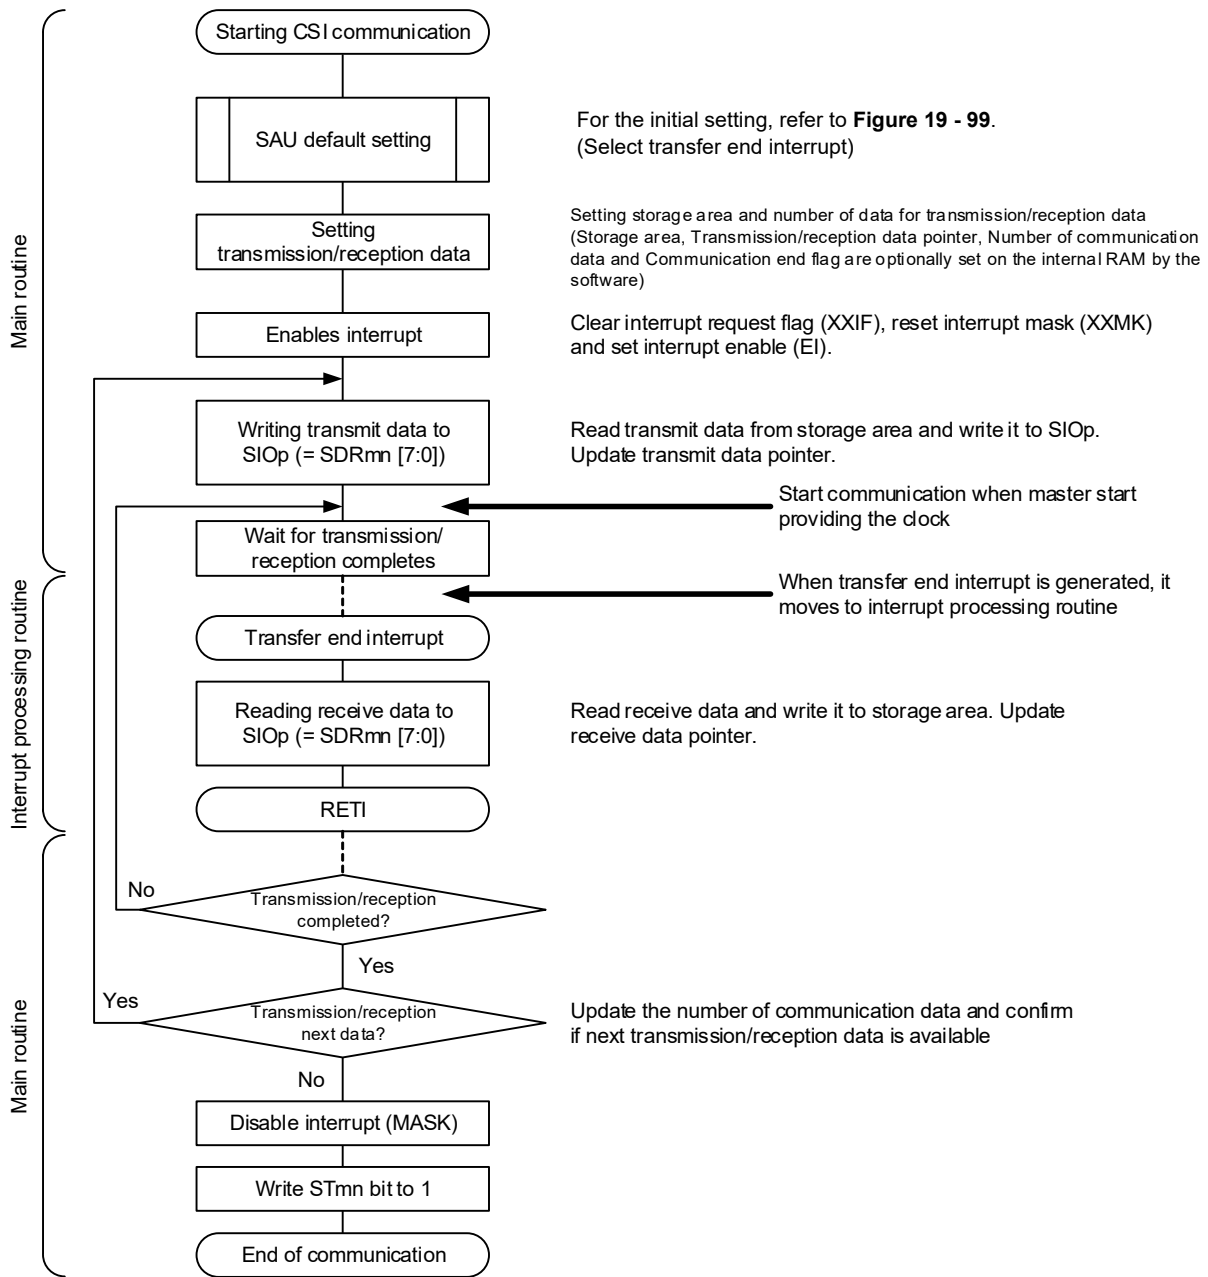 Starting CSI communication
SAU default setting
For the initial setting, refer to Figure 19 - 99.
(Select transfer end interrupt)
Main routine
Setting
transmission/reception data
Setting storage area and number of data for transmission/reception data
(Storage area, Transmission/reception data pointer, Number of communication
data and Communication end flag are optionally set on the internal RAM by the
software)
Enables interrupt
Clear interrupt request flag (XXIF), reset interrupt mask (XXMK)
and set interrupt enable (EI).
Writing transmit data to
SIOp (= SDRmn [7:0])
Read transmit data from storage area and write it to SIOp.
Update transmit data pointer.
Start communication when master start
providing the clock
Wait for transmission/
reception completes
When transfer end interrupt is generated, it
moves to interrupt processing routine
Interrupt processing routine
Transfer end interrupt
Reading receive data to
SIOp (= SDRmn [7:0])
Read receive data and write it to storage area. Update
receive data pointer.
RETI
No
Transmission/reception
completed?
Yes
Main routine
Yes
Transmission/reception
next data?
Update the number of communication data and confirm
if next transmission/reception data is available
No
Disable interrupt (MASK)
Write STmn bit to 1
End of communication